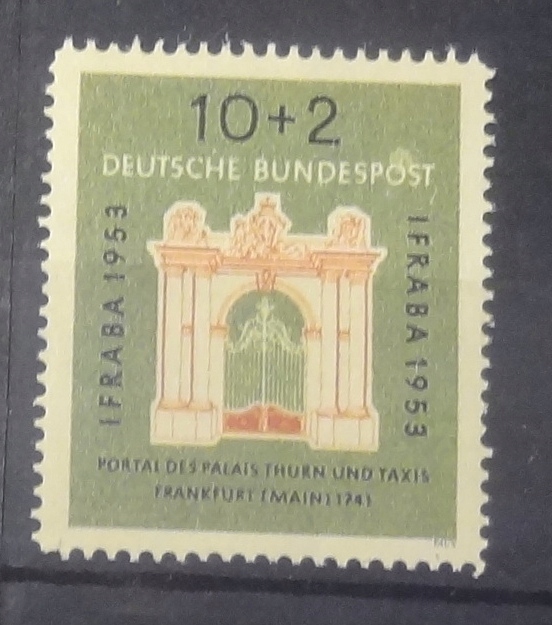 10+2
DEUTSCHE BUNDESPOST
IFRABA 1953
IFRABA 1953
PORTAL DES PALAIS THURN UND TAXIS
FRANKFURT (MAIN) 1741